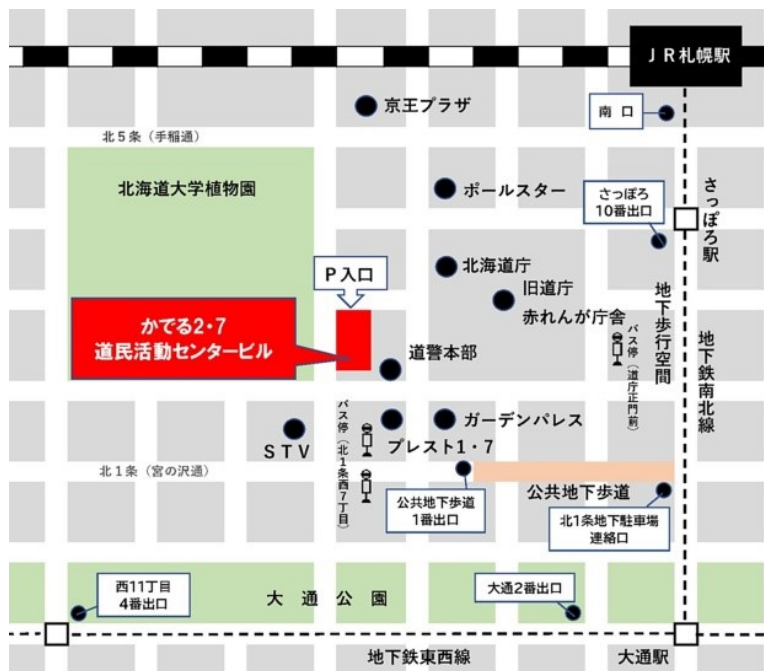 JR札幌駅
京王プラザ
南 口
北5条（手稲通）
北海道大学植物園
ポールスター
さっぽろ
10番出口
さっぽろ駅
P入口
北海道庁
旧道庁
赤れんが庁舎
かでる2・7
道民活動センタービル
道警本部
バス停（道庁正門前）
地下歩行空間
地下鉄南北線
STV
バス停（北1条西7丁目）
プレスト1・7
ガーデンパレス
北1条（宮の沢通）
公共地下歩道
1番出口
公共地下歩道
北1条地下駐車場
連絡口
西11丁目
4番出口
大 通 公 園
大通2番出口
地下鉄東西線
大通駅